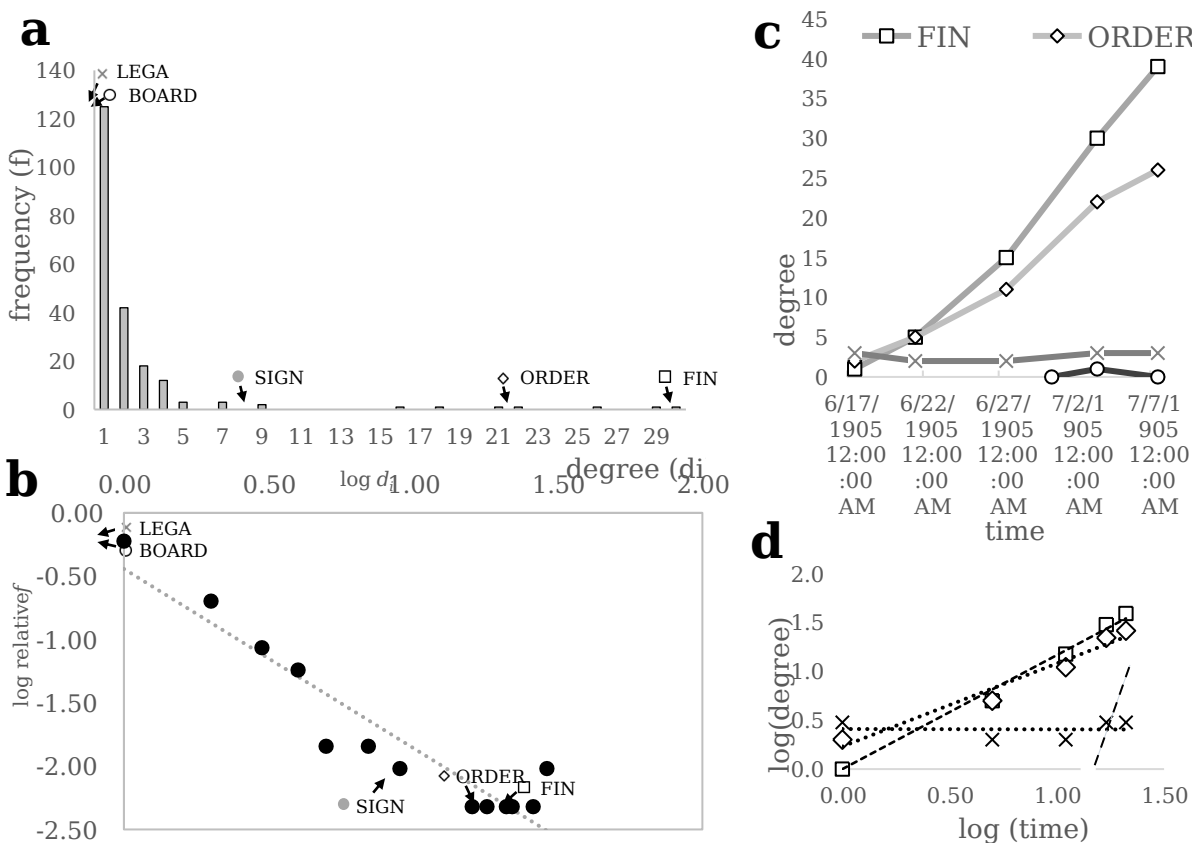 a
140
120
100
80
60
40
20
0
frequency (f)
LEGA
BOARD
SIGN
ORDER
FIN
1 3 5 7 9 11 13 15 17 19 21 23 25 27 29
degree (di
b
log dᵢ
0.00 0.50 1.00 1.50 2.00
0.00
-0.50
-1.00
-1.50
-2.00
-2.50
log relative f
LEGA
BOARD
SIGN
ORDER
FIN
c
FIN ORDER
45
40
35
30
25
20
15
10
5
0
degree
6/17/ 6/22/ 6/27/ 7/2/1 7/7/1
1905 1905 1905 905 905
12:00 12:00 12:00 12:00 12:00
:00 :00 :00 :00 :00
AM AM AM AM AM
time
d
2.0
1.5
1.0
0.5
0.0
log(degree)
0.00 0.50 1.00 1.50
log (time)